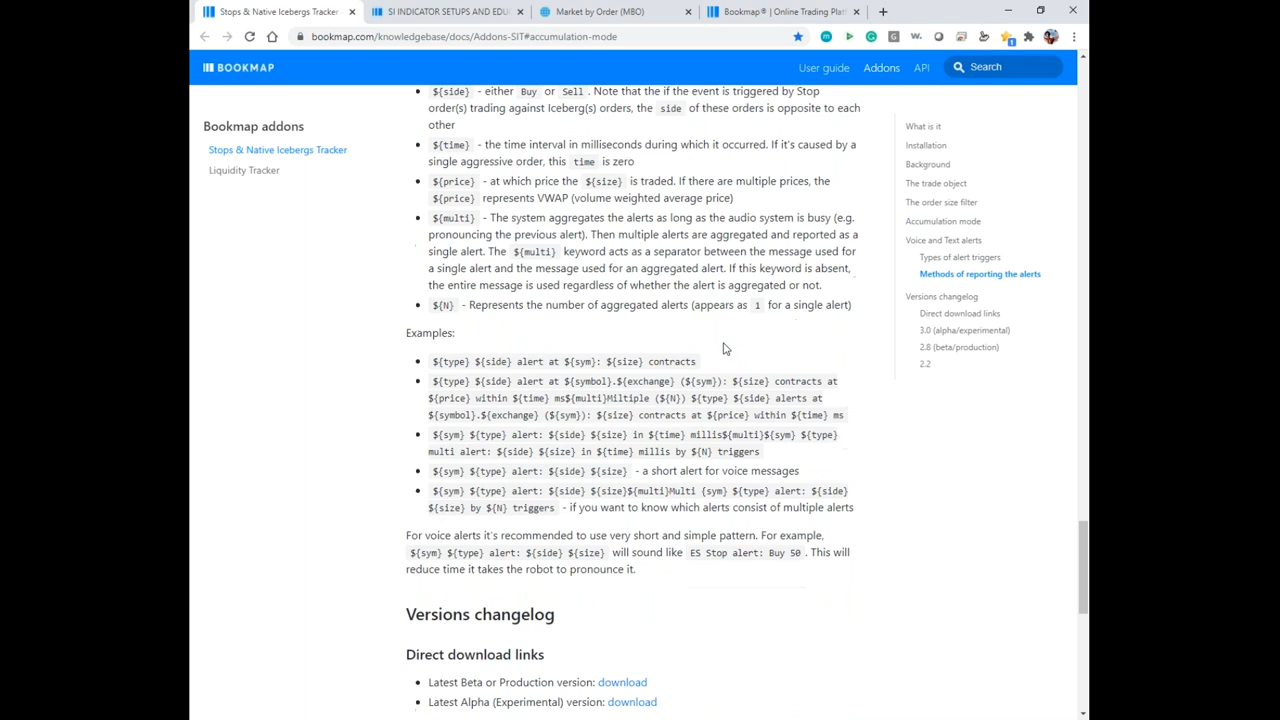 Stops & Native Icebergs Tracker
SI INDICATOR SETUPS AND EDUC
Market by Order (MBO)
Bookmap® | Online Trading Plat
bookmap.com/knowledgebase/docs/Addons-SIT#accumulation-mode
BOOKMAP
User guide
Addons
API
Search
Bookmap addons
Stops & Native Icebergs Tracker
Liquidity Tracker
${side} - either Buy or Sell. Note that the if the event is triggered by Stop
order(s) trading against Iceberg(s) orders, the side of these orders is opposite to each
other
${time} - the time interval in milliseconds during which it occurred. If it's caused by a
single aggressive order, this time is zero
${price} - at which price the ${size} is traded. If there are multiple prices, the
${price} represents VWAP (volume weighted average price)
${multi} - The system aggregates the alerts as long as the audio system is busy (e.g.
pronouncing the previous alert). Then multiple alerts are aggregated and reported as a
single alert. The ${multi} keyword acts as a separator between the message used for
a single alert and the message used for an aggregated alert. If this keyword is absent,
the entire message is used regardless of whether the alert is aggregated or not.
${N} - Represents the number of aggregated alerts (appears as 1 for a single alert)
Examples:
${type} ${side} alert at ${sym}: ${size} contracts
${type} ${side} alert at ${symbol}.${exchange} (${sym}): ${size} contracts at
${price} within ${time} ms${multi}Miltiple (${N}) ${type} ${side} alerts at
${symbol}.${exchange} (${sym}): ${size} contracts at ${price} within ${time} ms
${sym} ${type} alert: ${side} ${size} in ${time} millis${multi}${sym} ${type}
multi alert: ${side} ${size} in ${time} millis by ${N} triggers
${sym} ${type} alert: ${side} ${size} - a short alert for voice messages
${sym} ${type} alert: ${side} ${size}${multi}Multi {sym} ${type} alert: ${side}
${size} by ${N} triggers - if you want to know which alerts consist of multiple alerts
For voice alerts it's recommended to use very short and simple pattern. For example,
${sym} ${type} alert: ${side} ${size} will sound like ES Stop alert: Buy 50. This will
reduce time it takes the robot to pronounce it.
Versions changelog
Direct download links
Latest Beta or Production version: download
Latest Alpha (Experimental) version: download
What is it
Installation
Background
The trade object
The order size filter
Accumulation mode
Voice and Text alerts
Types of alert triggers
Methods of reporting the alerts
Versions changelog
Direct download links
3.0 (alpha/experimental)
2.8 (beta/production)
2.2